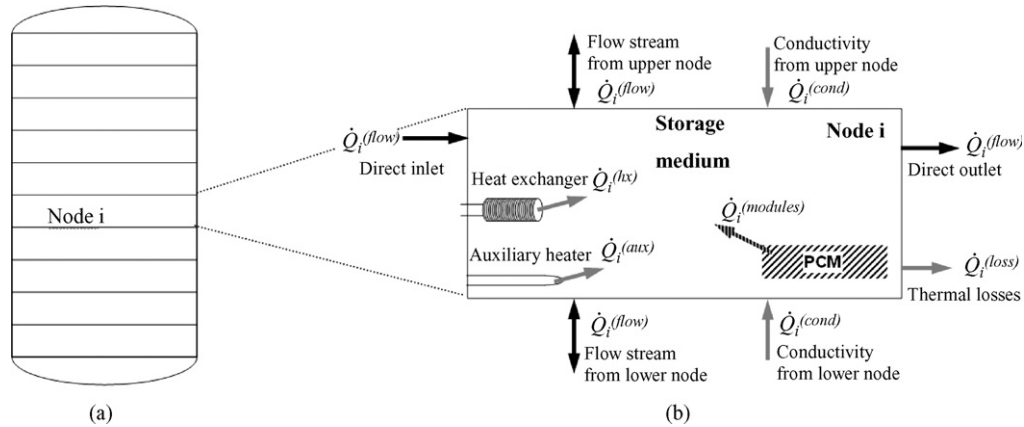 Node i
(a)
Flow stream
from upper node
Q̇ᵢ(flow)
Conductivity
from upper node
Q̇ᵢ(cond)
Storage
medium
Node i
Q̇ᵢ(flow)
Direct inlet
Q̇ᵢ(flow)
Direct outlet
Heat exchanger Q̇ᵢ(hx)
Q̇ᵢ(modules)
Auxiliary heater Q̇ᵢ(aux)
PCM
Q̇ᵢ(loss)
Thermal losses
Q̇ᵢ(flow)
Flow stream
from lower node
Q̇ᵢ(cond)
Conductivity
from lower node
(b)